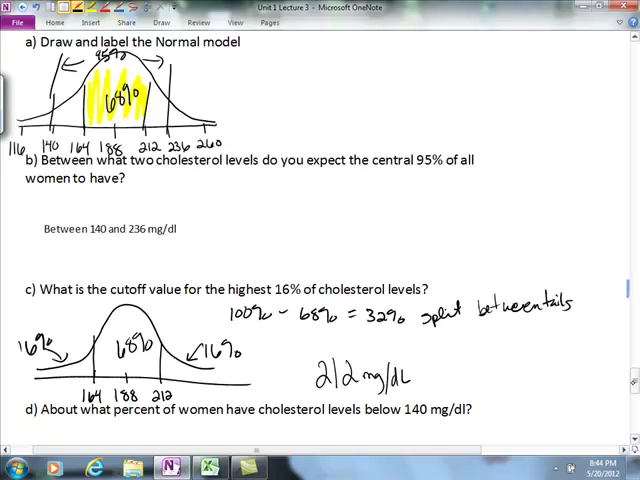 Unit 1 Lecture 3 - Microsoft OneNote
File Home Insert Share Draw Review View
a) Draw and label the Normal model
95%
68%
116 140 164 188 212 236 260
b) Between what two cholesterol levels do you expect the central 95% of all
women to have?
Between 140 and 236 mg/dl
c) What is the cutoff value for the highest 16% of cholesterol levels?
100% - 68% = 32% split between tails
16% 68% 16%
212 mg/dL
164 188 212
d) About what percent of women have cholesterol levels below 140 mg/dl?
8:44 PM
5/20/2012